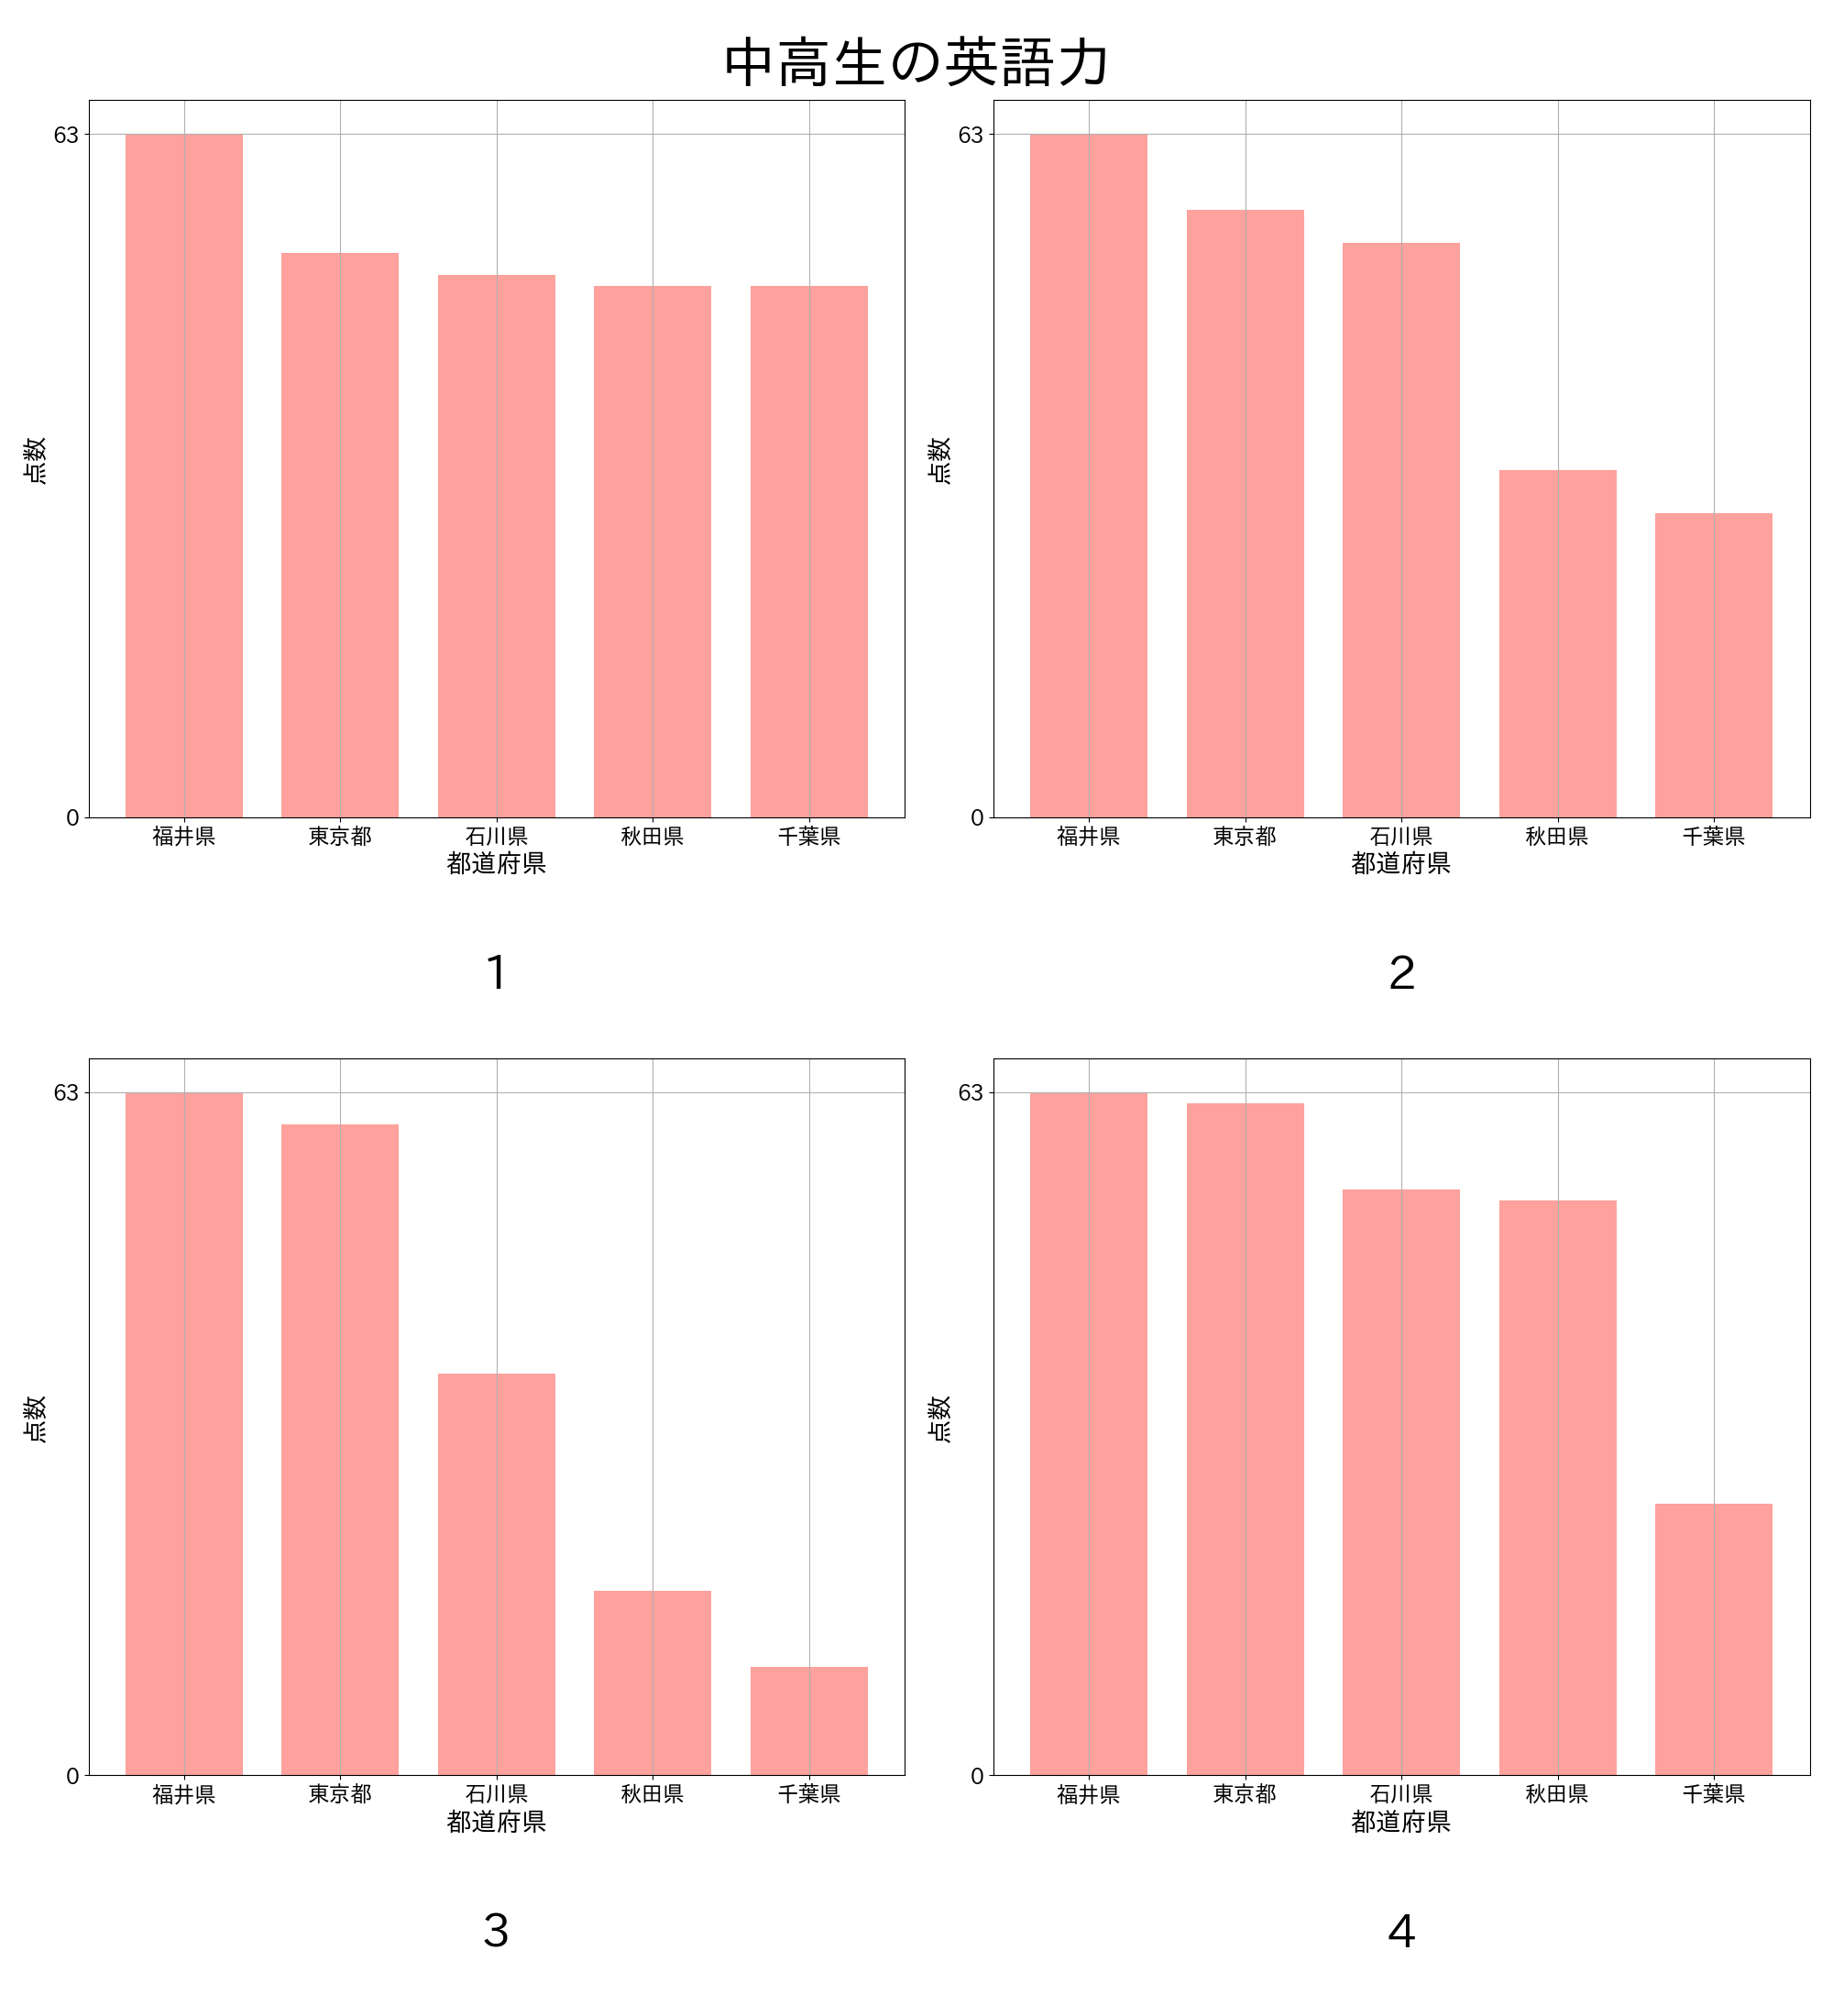 中高生の英語力
63
0
点数
福井県 東京都 石川県 秋田県 千葉県
都道府県
1
63
0
点数
福井県 東京都 石川県 秋田県 千葉県
都道府県
2
63
0
点数
福井県 東京都 石川県 秋田県 千葉県
都道府県
3
63
0
点数
福井県 東京都 石川県 秋田県 千葉県
都道府県
4